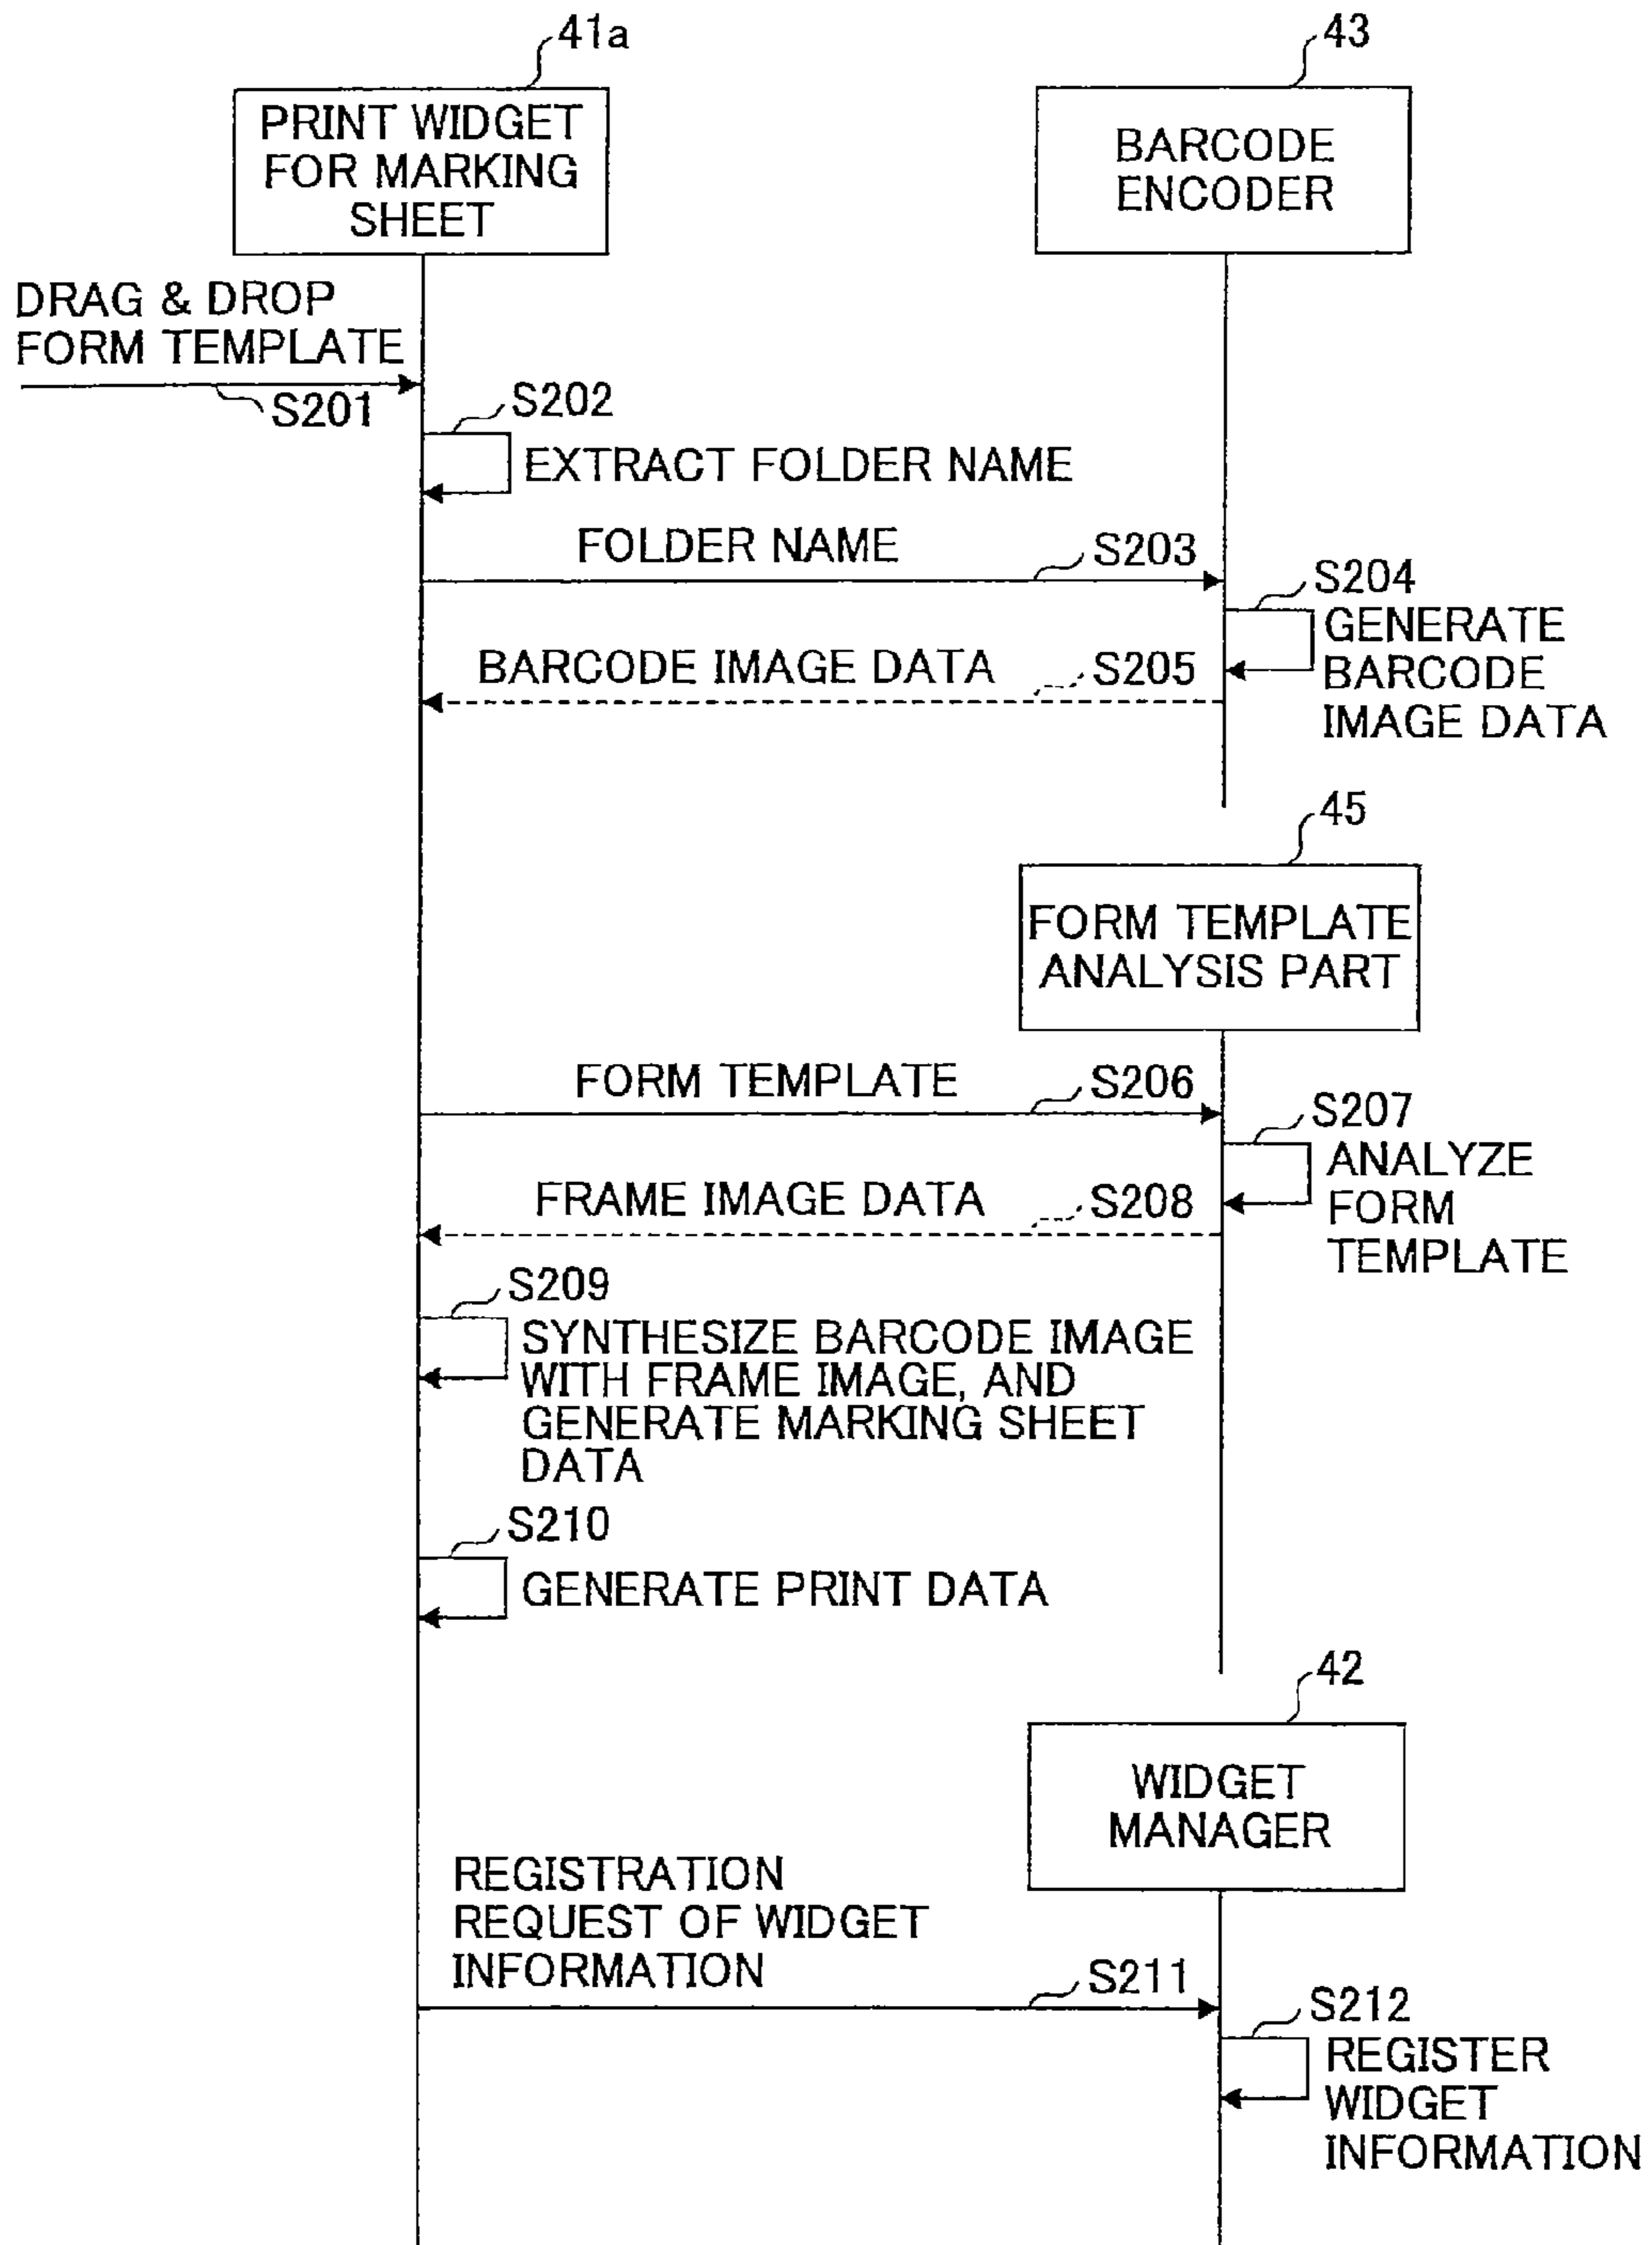 41a
43
PRINT WIDGET
FOR MARKING
SHEET
BARCODE
ENCODER
DRAG & DROP
FORM TEMPLATE
S201
S202
EXTRACT FOLDER NAME
FOLDER NAME
S203
S204
GENERATE
BARCODE
IMAGE DATA
BARCODE IMAGE DATA
S205
45
FORM TEMPLATE
ANALYSIS PART
FORM TEMPLATE
S206
S207
ANALYZE
FORM
TEMPLATE
FRAME IMAGE DATA
S208
S209
SYNTHESIZE BARCODE IMAGE
WITH FRAME IMAGE, AND
GENERATE MARKING SHEET
DATA
S210
GENERATE PRINT DATA
42
WIDGET
MANAGER
REGISTRATION
REQUEST OF WIDGET
INFORMATION
S211
S212
REGISTER
WIDGET
INFORMATION